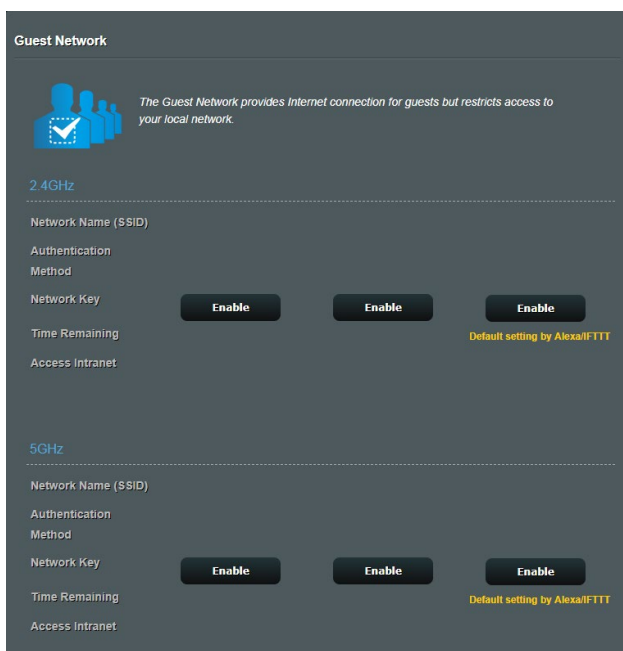 Guest Network
The Guest Network provides Internet connection for guests but restricts access to
your local network.
2.4GHz
Network Name (SSID)
Authentication
Method
Network Key
Enable Enable Enable
Time Remaining
Default setting by Alexa/IFTTT
Access Intranet
5GHz
Network Name (SSID)
Authentication
Method
Network Key
Enable Enable Enable
Time Remaining
Default setting by Alexa/IFTTT
Access Intranet